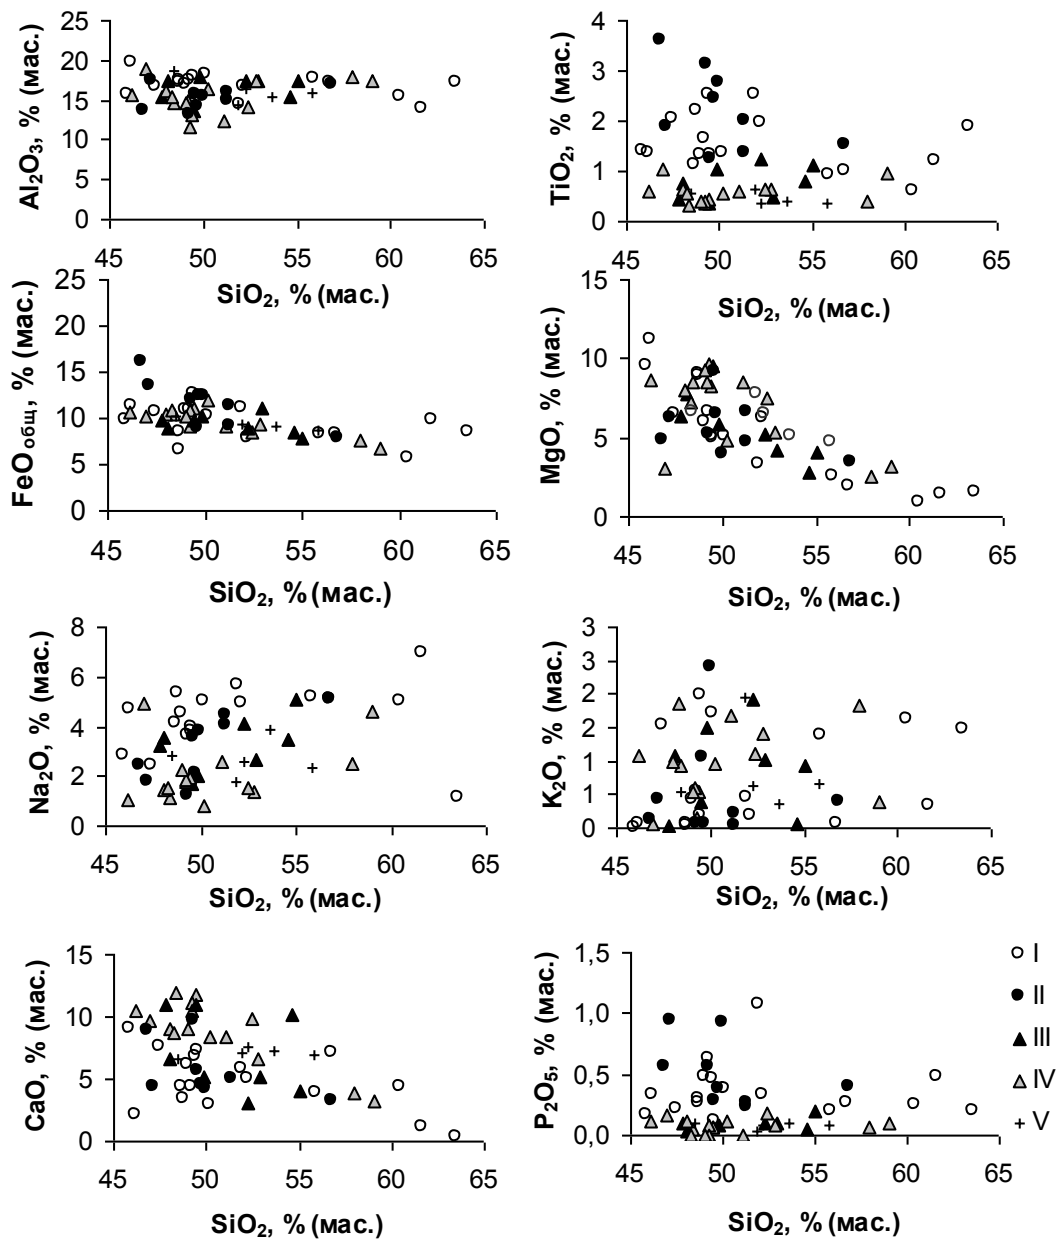 25
20
15
10
5
0
Al₂O₃, % (мас.)
45 50 55 60 65
SiO₂, % (мас.)
4
3
2
1
0
TiO₂, % (мас.)
45 50 55 60 65
SiO₂, % (мас.)
25
20
15
10
5
0
FeO общ., % (мас.)
45 50 55 60 65
SiO₂, % (мас.)
15
10
5
0
MgO, % (мас.)
45 50 55 60 65
SiO₂, % (мас.)
8
6
4
2
0
Na₂O, % (мас.)
45 50 55 60 65
SiO₂, % (мас.)
3
3
2
2
1
1
0
K₂O, % (мас.)
45 50 55 60 65
SiO₂, % (мас.)
15
10
5
0
CaO, % (мас.)
45 50 55 60 65
SiO₂, % (мас.)
1,5
1,0
0,5
0,0
P₂O₅, % (мас.)
45 50 55 60 65
SiO₂, % (мас.)
I
II
III
IV
V